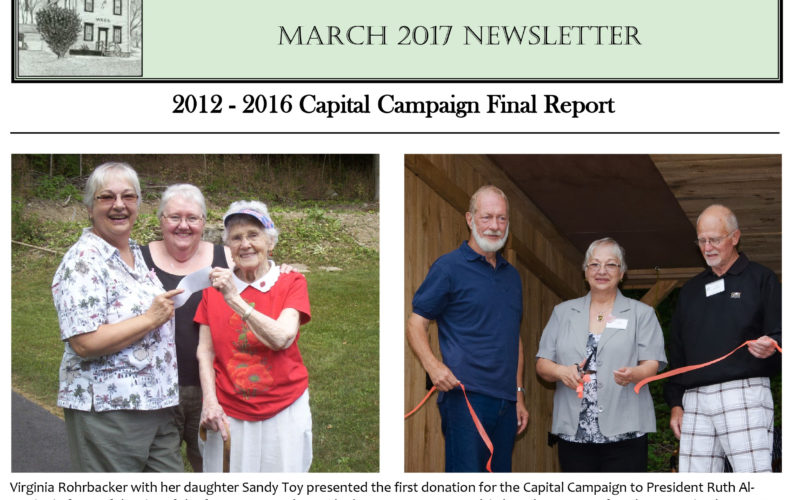 MARCH 2017 NEWSLETTER
2012 - 2016 Capital Campaign Final Report
Virginia Rohrbacker with her daughter Sandy Toy presented the first donation for the Capital Campaign to President Ruth Al-